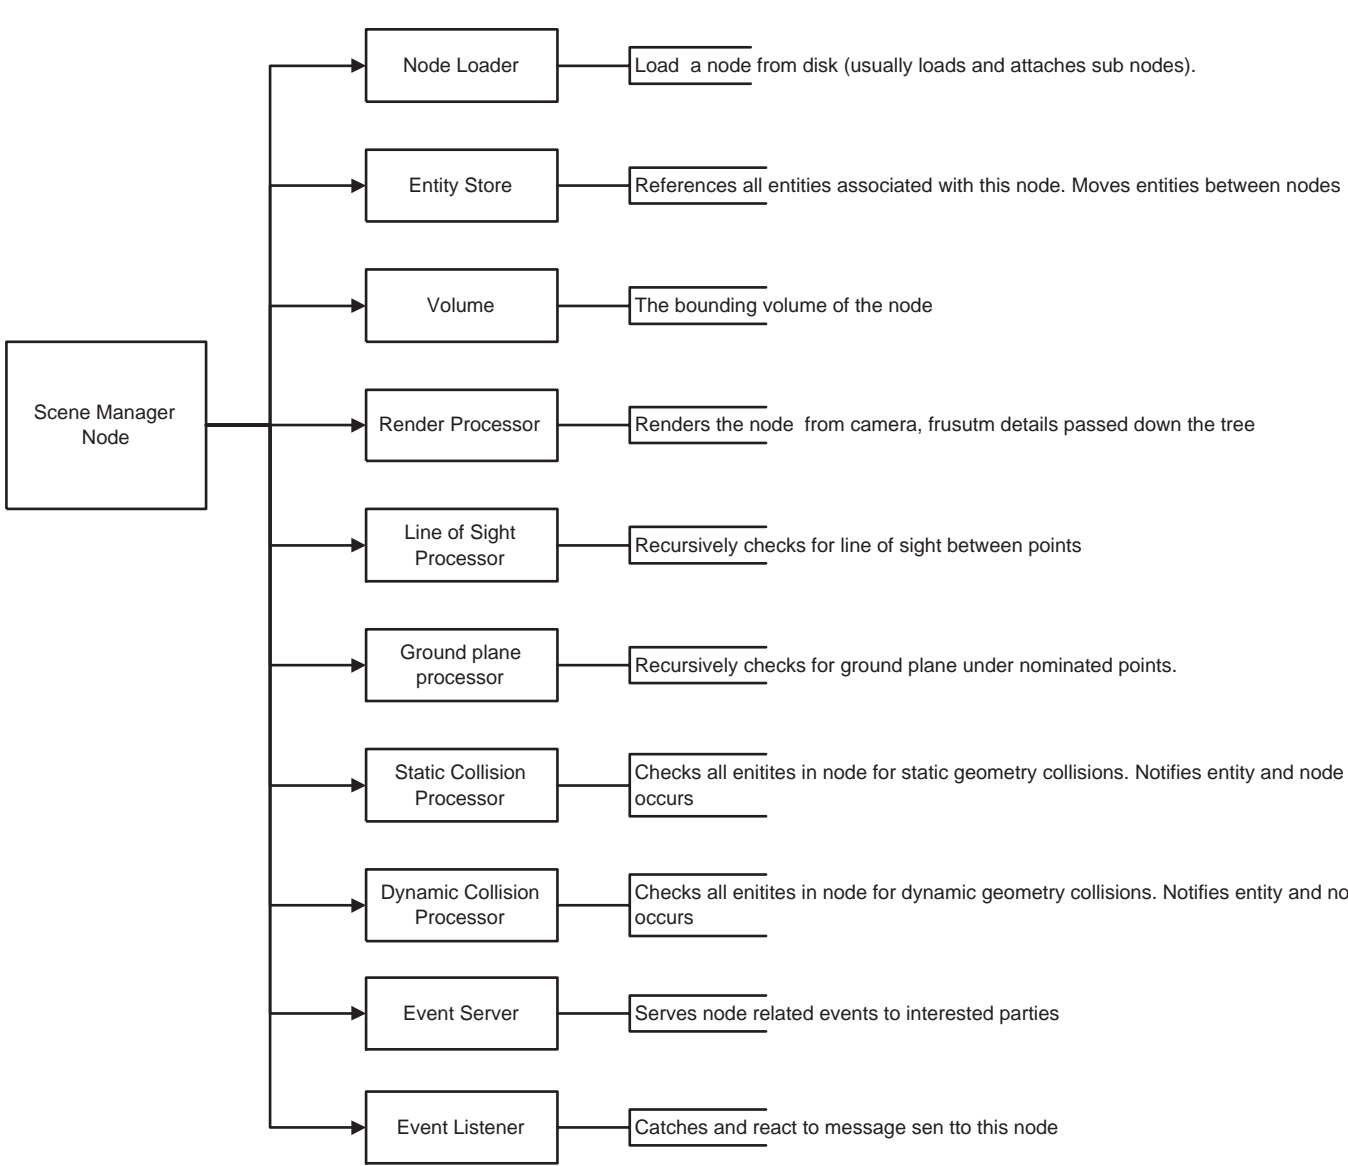 Node Loader
Load  a node from disk (usually loads and attaches sub nodes).
Entity Store
References all entities associated with this node. Moves entities between nodes
Volume
The bounding volume of the node
Scene Manager
Node
Render Processor
Renders the node  from camera, frusutm details passed down the tree
Line of Sight
Processor
Recursively checks for line of sight between points
Ground plane
processor
Recursively checks for ground plane under nominated points.
Static Collision
Processor
Checks all enitites in node for static geometry collisions. Notifies entity and node
occurs
Dynamic Collision
Processor
Checks all enitites in node for dynamic geometry collisions. Notifies entity and no
occurs
Event Server
Serves node related events to interested parties
Event Listener
Catches and react to message sen tto this node